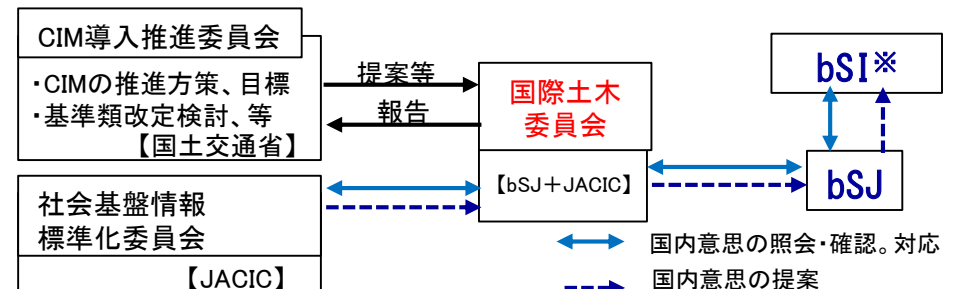 CIM導入推進委員会
・CIMの推進方策、目標
・基準類改定検討、等
【国土交通省】
提案等
報告
国際土木
委員会
【bSJ＋JACIC】
bSI※
bSJ
社会基盤情報
標準化委員会
【JACIC】
国内意思の照会・確認。対応
国内意思の提案